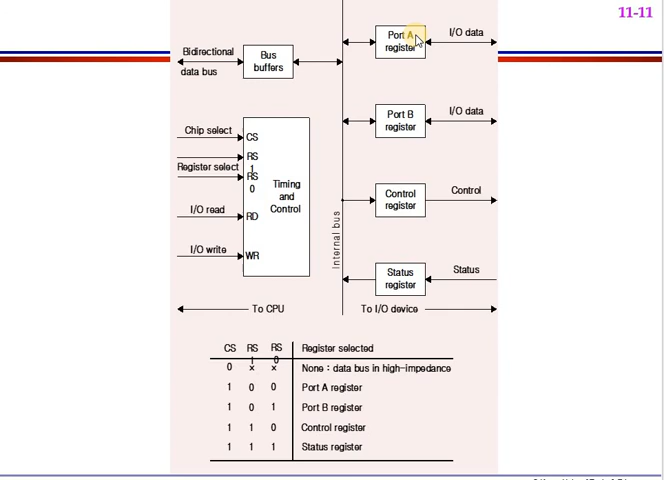 11-11
Port A
register
I/O data
Bidirectional
data bus
Bus
buffers
Port B
register
I/O data
Chip select
CS
RS
1
Register select
RS
0
Timing
and
Control
I/O read
RD
I/O write
WR
Internal bus
Control
register
Control
Status
register
Status
To CPU
To I/O device
CS RS 1 RS 0 Register selected
0 × × None : data bus in high-impedance
1 0 0 Port A register
1 0 1 Port B register
1 1 0 Control register
1 1 1 Status register